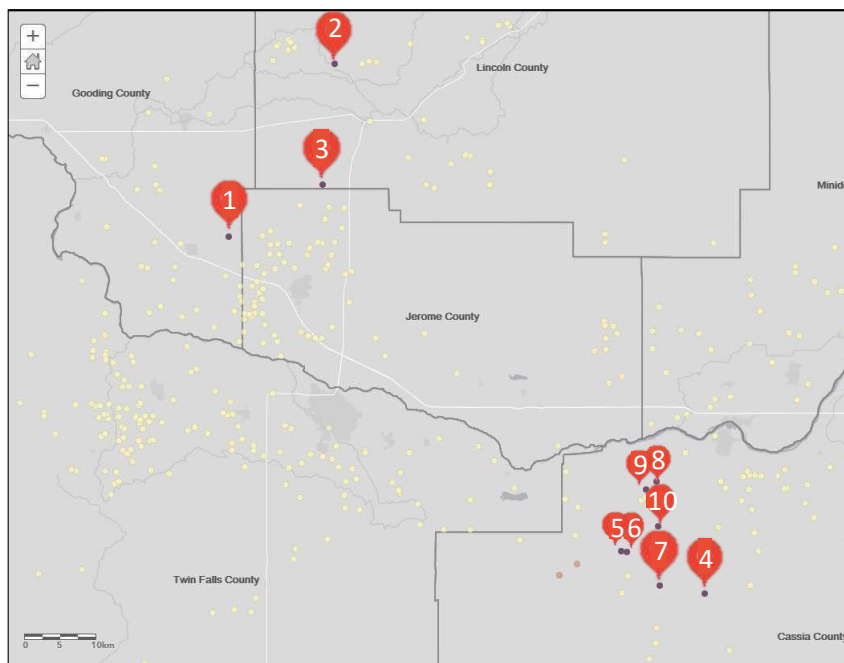 +
2
Lincoln County
Gooding County
−
3
1
Minid
Jerome County
9 8
10
5 6
7
4
Twin Falls County
0 5 10km
Cassia County